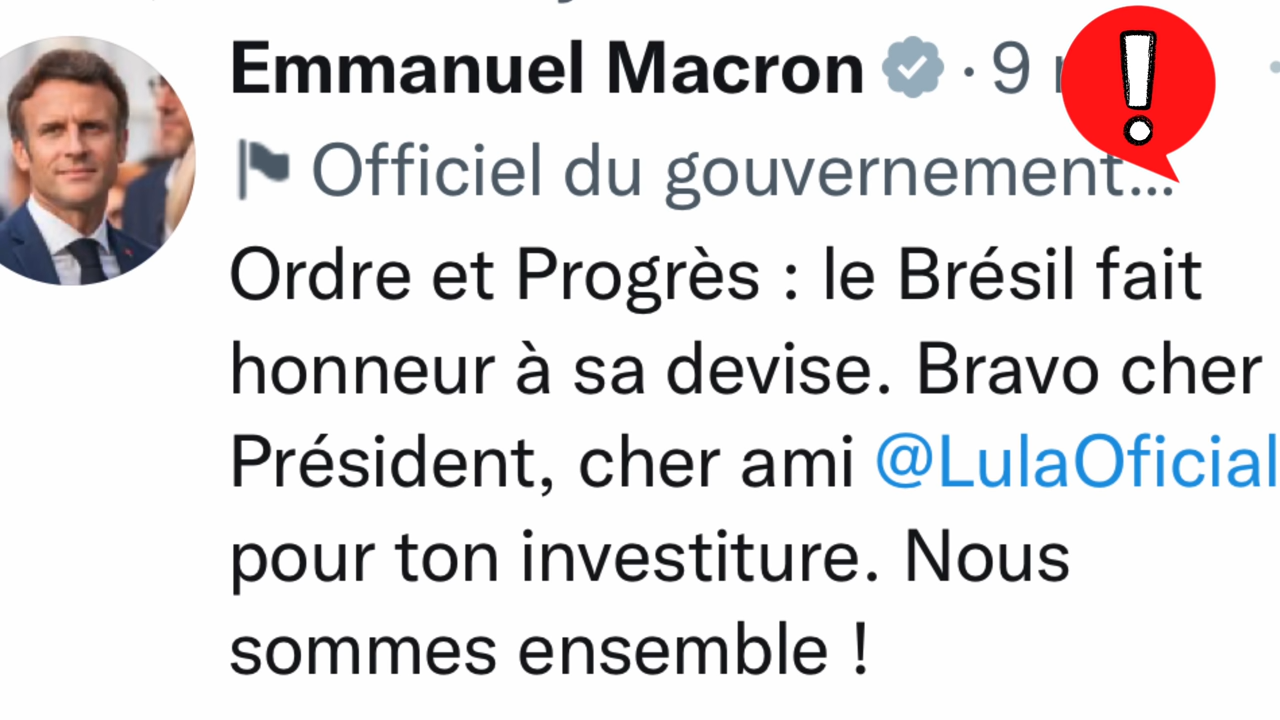 Emmanuel Macron · 9
Officiel du gouvernement...
Ordre et Progrès : le Brésil fait
honneur à sa devise. Bravo cher
Président, cher ami @LulaOficial
pour ton investiture. Nous
sommes ensemble !